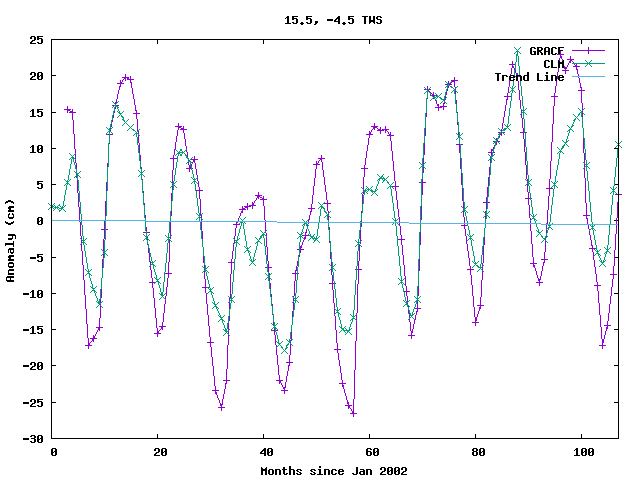 15.5, -4.5 TWS
GRACE
CLM
Trend Line
25
20
15
10
5
0
-5
-10
-15
-20
-25
-30
Anomaly (cm)
0 20 40 60 80 100
Months since Jan 2002